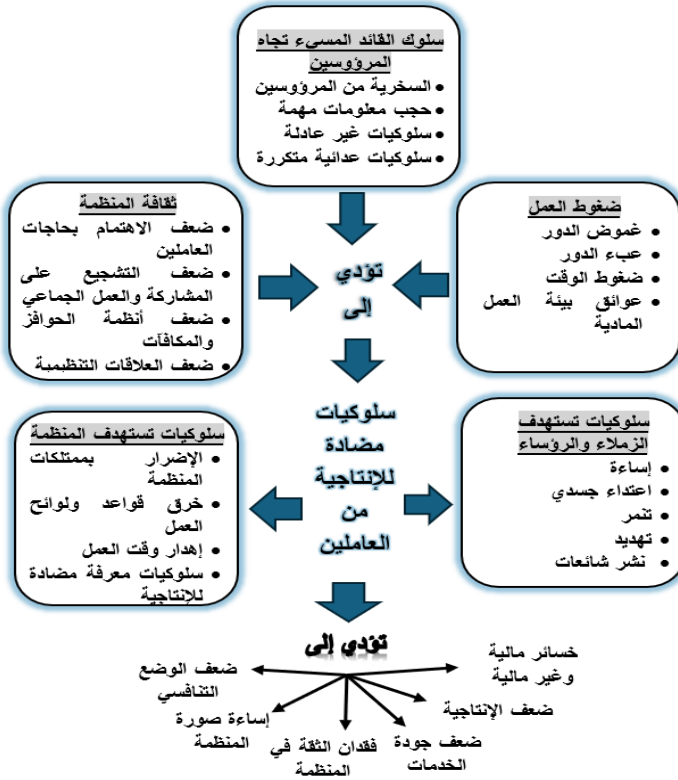 سلوك القائد المسيء تجاه
المرؤوسين
• السخرية من المرؤوسين
• حجب معلومات مهمة
• سلوكيات غير عادلة
• سلوكيات عدائية متكررة
ضغوط العمل
• غموض الدور
• عبء الدور
• ضغوط الوقت
• عوائق بيئة العمل
المادية
ثقافة المنظمة
• ضعف الاهتمام بحاجات
العاملين
• ضعف التشجيع على
المشاركة والعمل الجماعي
• ضعف أنظمة الحوافز
والمكافآت
• ضعف العلاقات التنظيمية
تؤدي
إلى
سلوكيات
مضادة
للإنتاجية
من
العاملين
سلوكيات تستهدف
الزملاء والرؤساء
• إساءة
• اعتداء جسدي
• تنمر
• تهديد
• نشر شائعات
سلوكيات تستهدف المنظمة
• الإضرار بممتلكات
المنظمة
• خرق قواعد ولوائح
العمل
• إهدار وقت العمل
• سلوكيات معرفة مضادة
للإنتاجية
تؤدي إلى
خسائر مالية
وغير مالية
ضعف الإنتاجية
ضعف جودة
الخدمات
فقدان الثقة في
المنظمة
إساءة صورة
المنظمة
ضعف الوضع
التنافسي